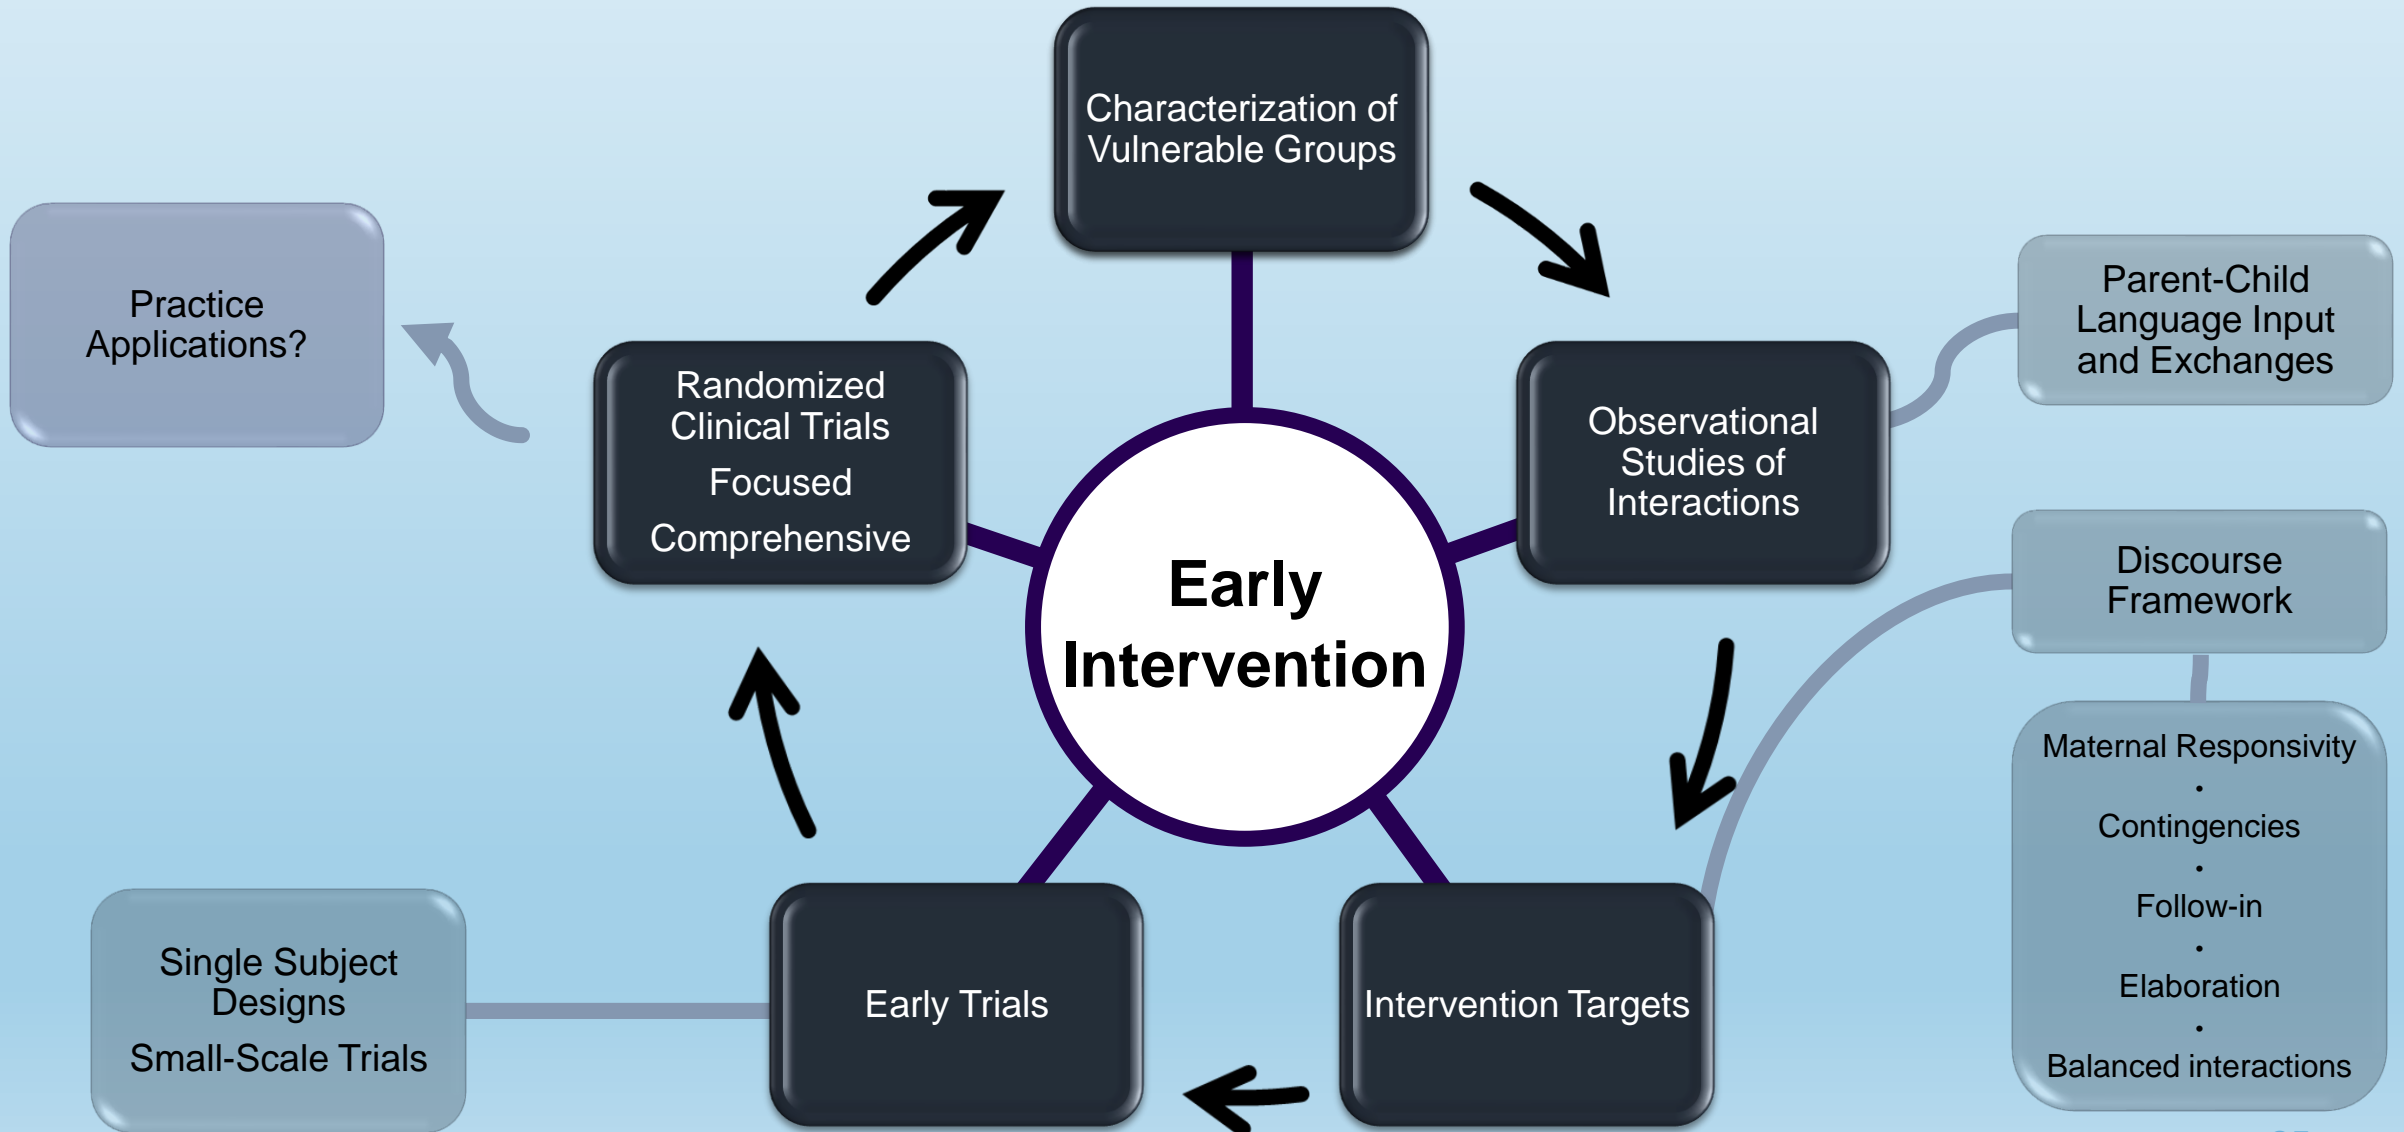 Characterization of
Vulnerable Groups
Practice
Applications?
Parent-Child
Language Input
and Exchanges
Randomized
Clinical Trials
Focused
Comprehensive
Observational
Studies of
Interactions
Early
Intervention
Discourse
Framework
Maternal Responsivity
·
Contingencies
·
Follow-in
·
Elaboration
·
Balanced interactions
Single Subject
Designs
Small-Scale Trials
Early Trials
Intervention Targets